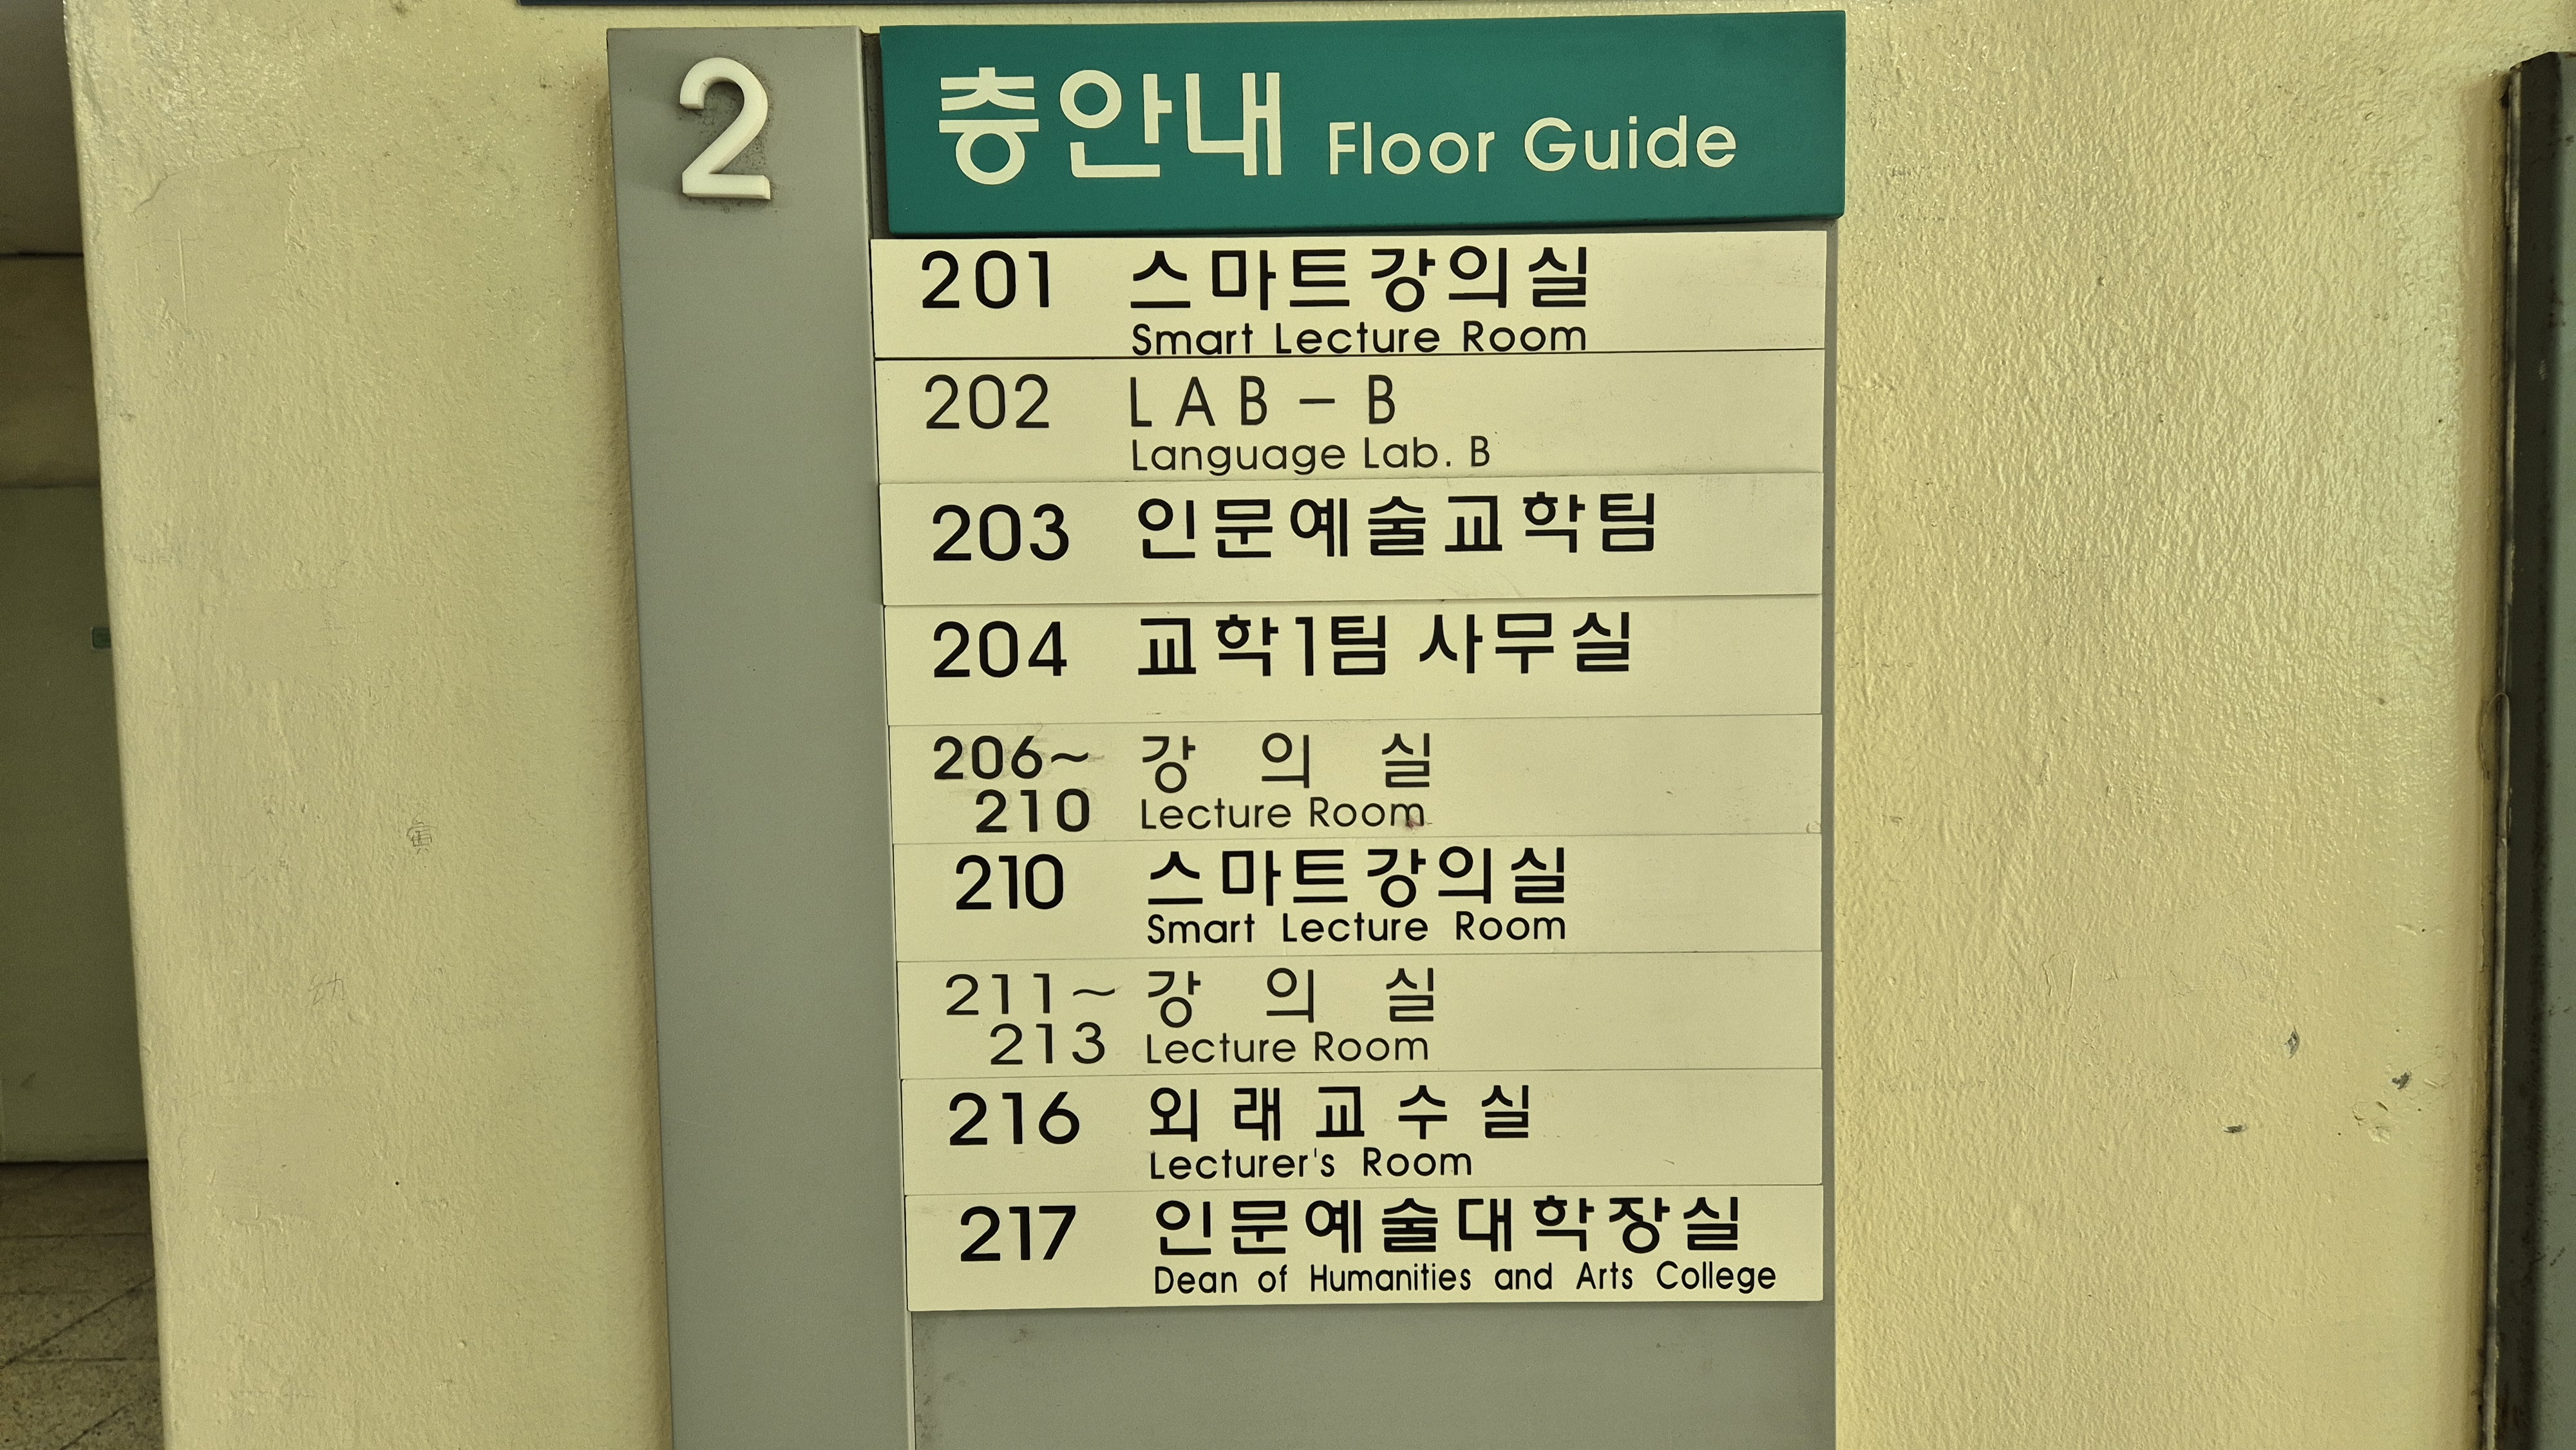 2 층안내 Floor Guide
201 스마트강의실
Smart Lecture Room
202 LAB - B
Language Lab. B
203 인문예술교학팀
204 교학1팀 사무실
206~ 강 의 실
210 Lecture Room
210 스마트강의실
Smart Lecture Room
211~ 강 의 실
213 Lecture Room
216 외 래 교 수 실
Lecturer's Room
217 인문예술대학장실
Dean of Humanities and Arts College